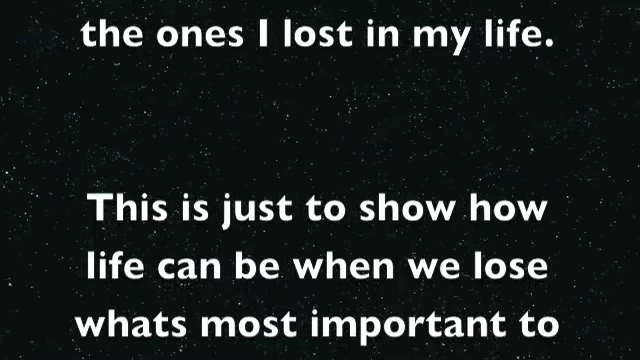 the ones I lost in my life.
This is just to show how
life can be when we lose
whats most important to